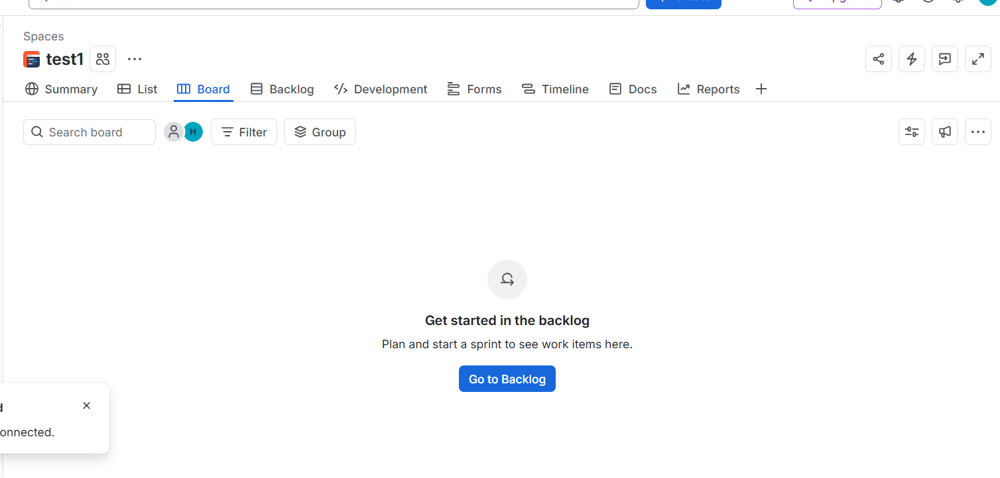 Spaces
test1
Summary List Board Backlog Development Forms Timeline Docs Reports
Search board H Filter Group
Get started in the backlog
Plan and start a sprint to see work items here.
Go to Backlog
onnected.